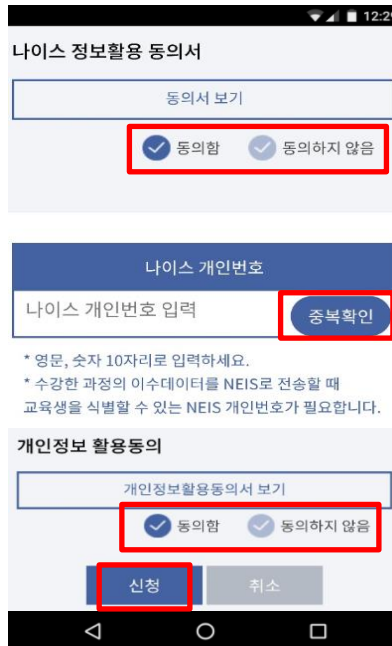 12:29
나이스 정보활용 동의서
동의서 보기
동의함 동의하지 않음
나이스 개인번호
나이스 개인번호 입력 중복확인
* 영문, 숫자 10자리로 입력하세요.
* 수강한 과정의 이수데이터를 NEIS로 전송할 때
교육생을 식별할 수 있는 NEIS 개인번호가 필요합니다.
개인정보 활용동의
개인정보활용동의서 보기
동의함 동의하지 않음
신청 취소